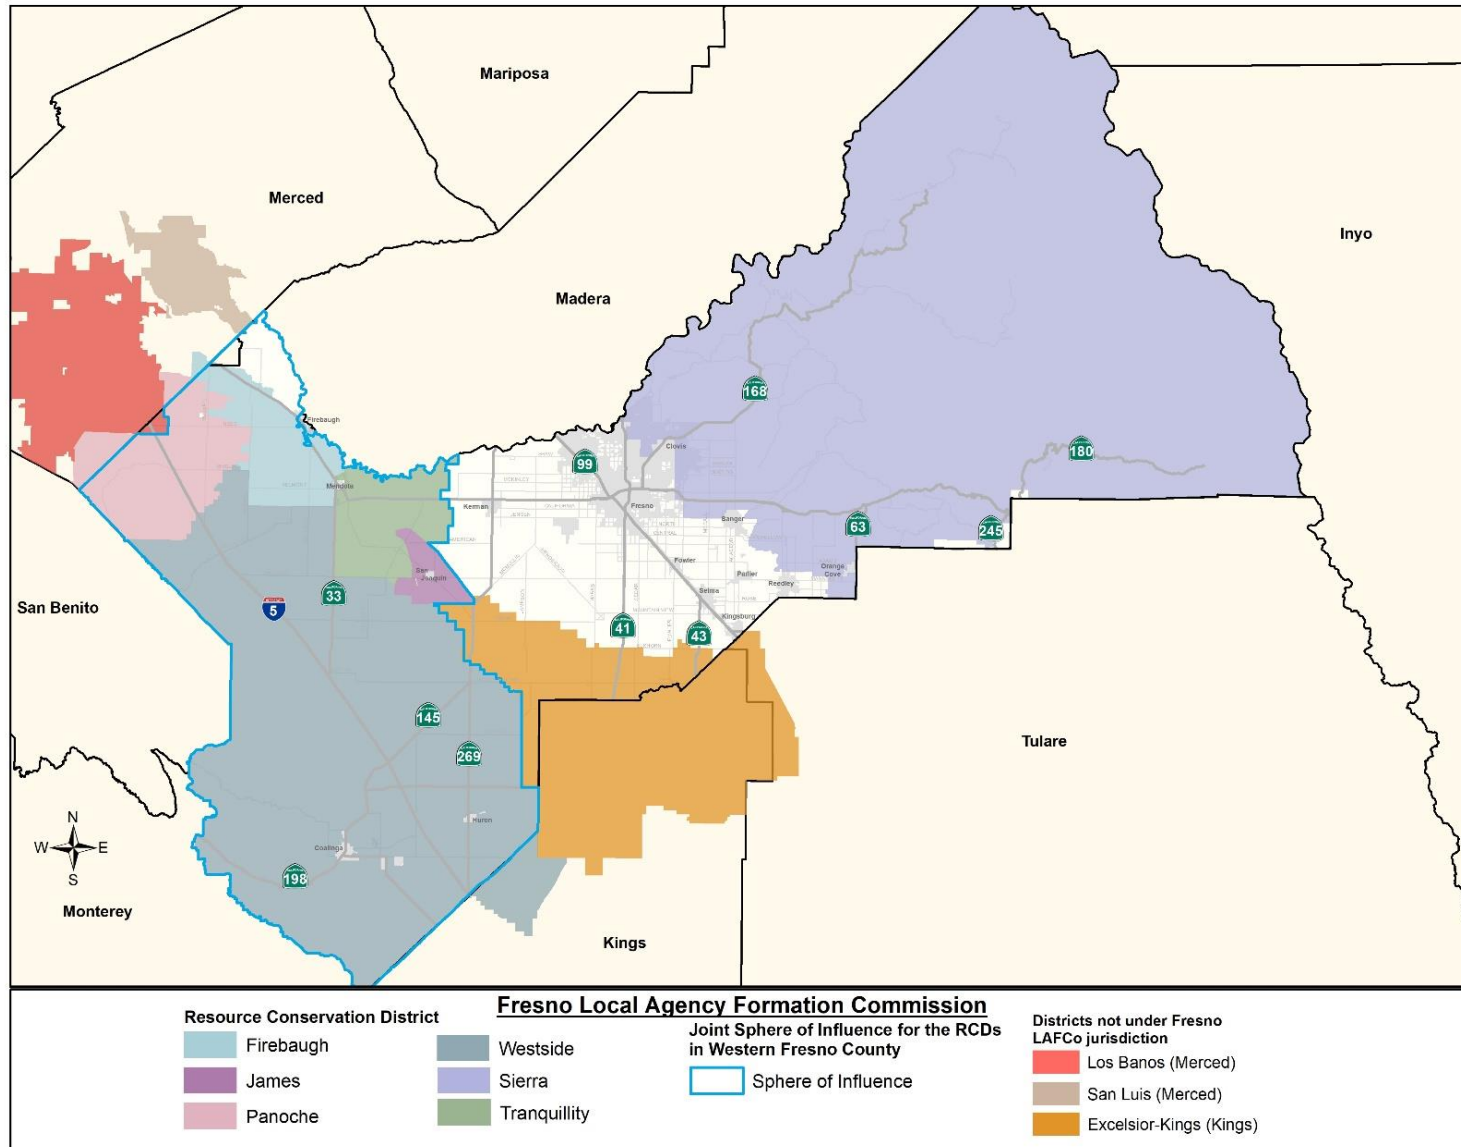 Mariposa
Merced
Inyo
Madera
168
Firebaugh
Clovis
180
99
Mendota
Kerman
Fresno
Sanger
63
245
Fowler
Orange
Cove
San
Joaquin
Parlier
Reedley
33
Selma
San Benito
5
Kingsburg
41
43
145
Tulare
269
N
W
E
S
Huron
Coalinga
198
Monterey
Kings
Fresno Local Agency Formation Commission
Resource Conservation District
Firebaugh
James
Panoche
Westside
Sierra
Tranquillity
Joint Sphere of Influence for the RCDs
in Western Fresno County
Sphere of Influence
Districts not under Fresno
LAFCo jurisdiction
Los Banos (Merced)
San Luis (Merced)
Excelsior-Kings (Kings)